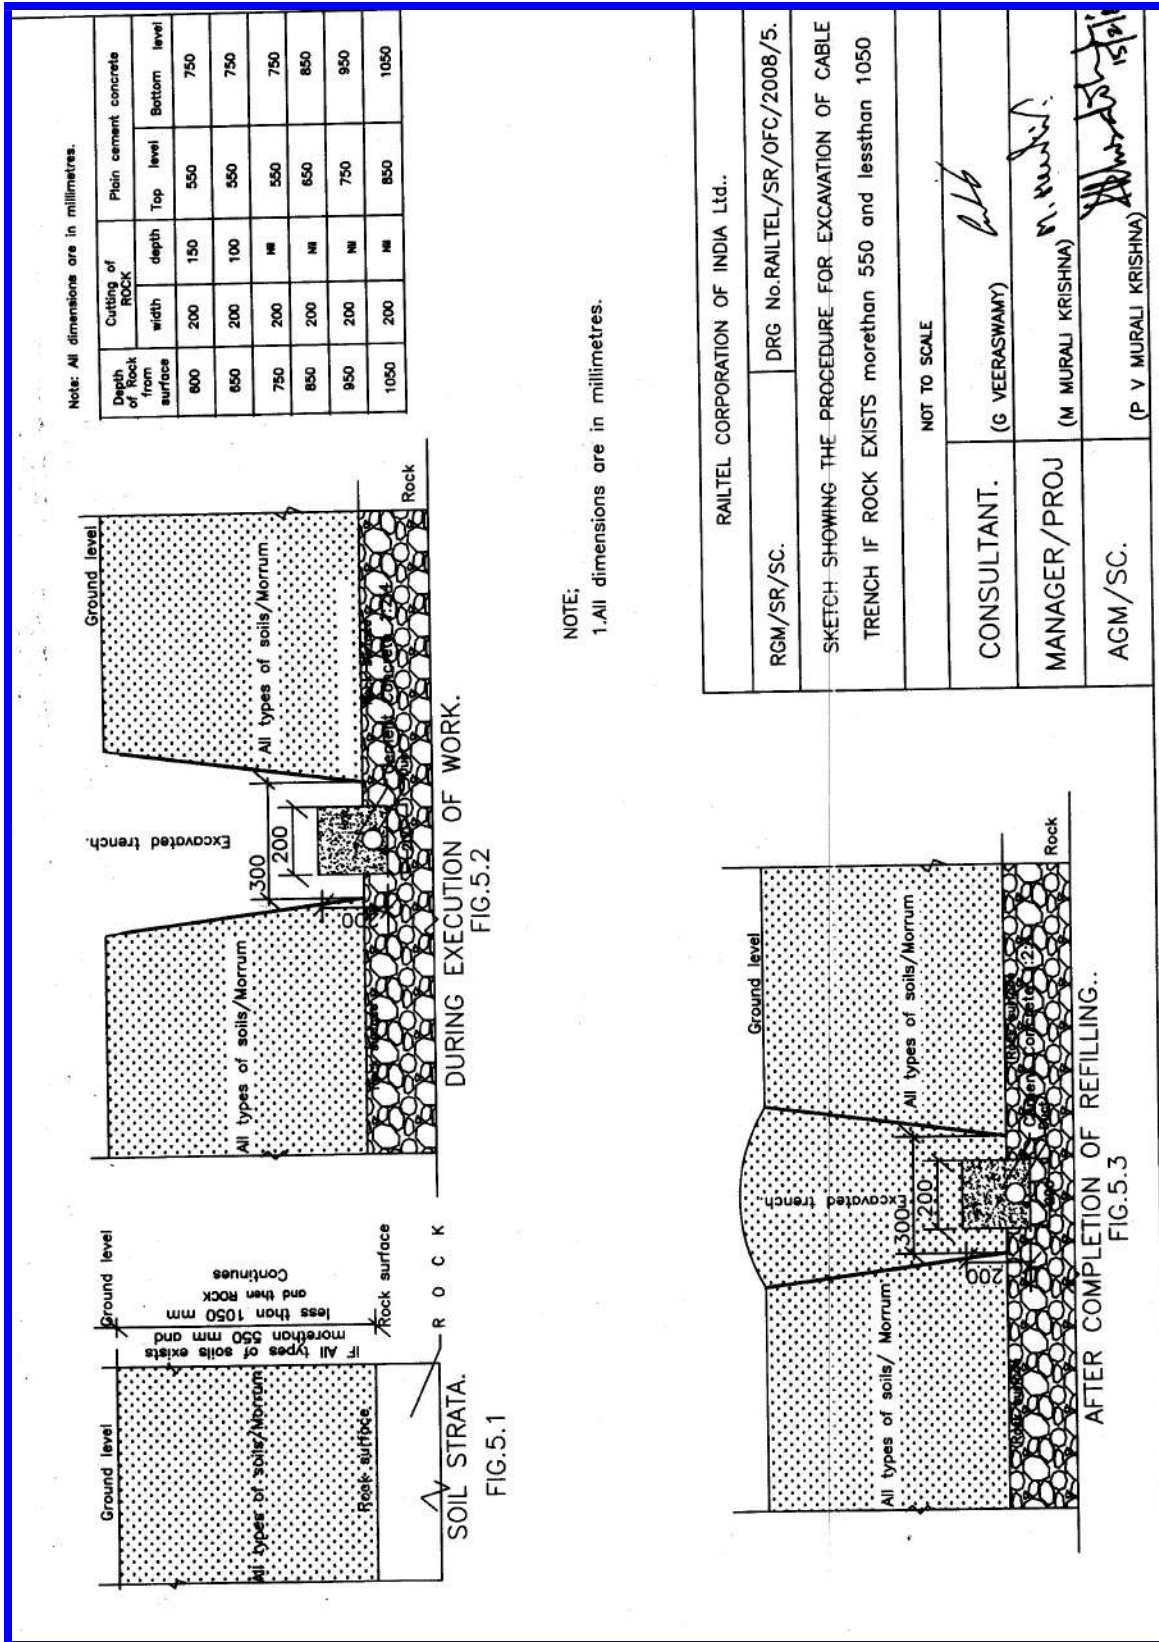 Note: All dimensions are in millimetres.
Depth of Rock from surface | Cutting of ROCK | Plain cement concrete
width | depth | Top level | Bottom level
600 | 200 | 150 | 550 | 750
650 | 200 | 100 | 550 | 750
750 | 200 | Nil | 550 | 750
850 | 200 | Nil | 650 | 850
950 | 200 | Nil | 750 | 950
1050 | 200 | Nil | 850 | 1050
Ground level
Ground level
All types of soils/Morrum
Rock surface
IF All types of soils exists
morethan 550 mm and
less than 1050 mm
and then ROCK
Continues
Rock surface
R O C K
SOIL STRATA.
FIG.5.1
Ground level
Excavated trench.
All types of soils/Morrum
All types of soils/Morrum
300
200
200
Cement Concrete 1:2:4
Rock
DURING EXECUTION OF WORK.
FIG.5.2
NOTE;
1.All dimensions are in millimetres.
Ground level
Excavated trench
All types of soils/ Morrum
All types of soils/Morrum
300
200
200
Rock surface
Rock
AFTER COMPLETION OF REFILLING..
FIG.5.3
RAILTEL CORPORATION OF INDIA Ltd..
RGM/SR/SC. | DRG No.RAILTEL/SR/OFC/2008/5.
SKETCH SHOWING THE PROCEDURE FOR EXCAVATION OF CABLE
TRENCH IF ROCK EXISTS morethan 550 and lessthan 1050
NOT TO SCALE
CONSULTANT. | (G VEERASWAMY)
MANAGER/PROJ | (M MURALI KRISHNA)
AGM/SC. | (P V MURALI KRISHNA)